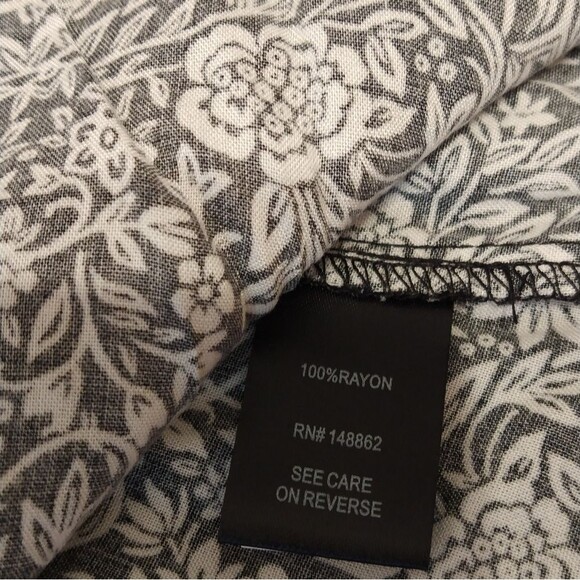 100%RAYON
RN# 148862
SEE CARE
ON REVERSE